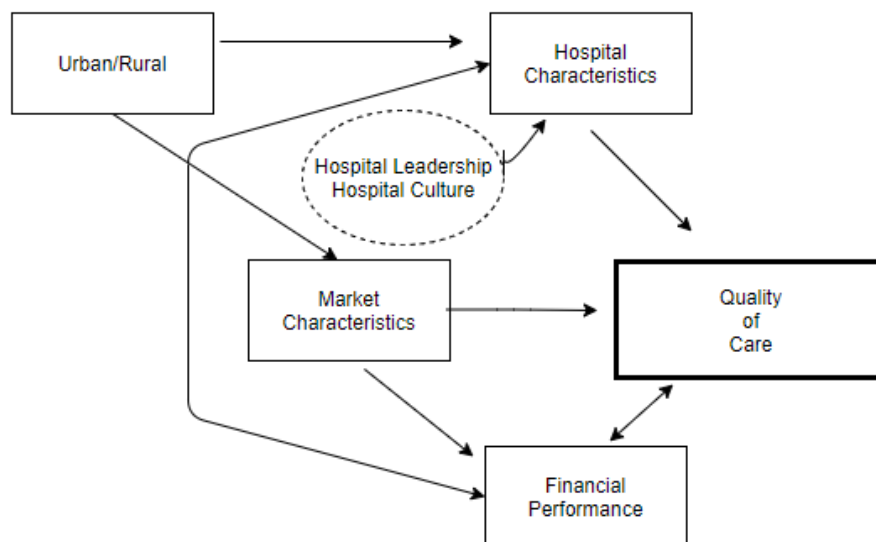 Urban/Rural
Hospital
Characteristics
Hospital Leadership
Hospital Culture
Market
Characteristics
Quality
of
Care
Financial
Performance